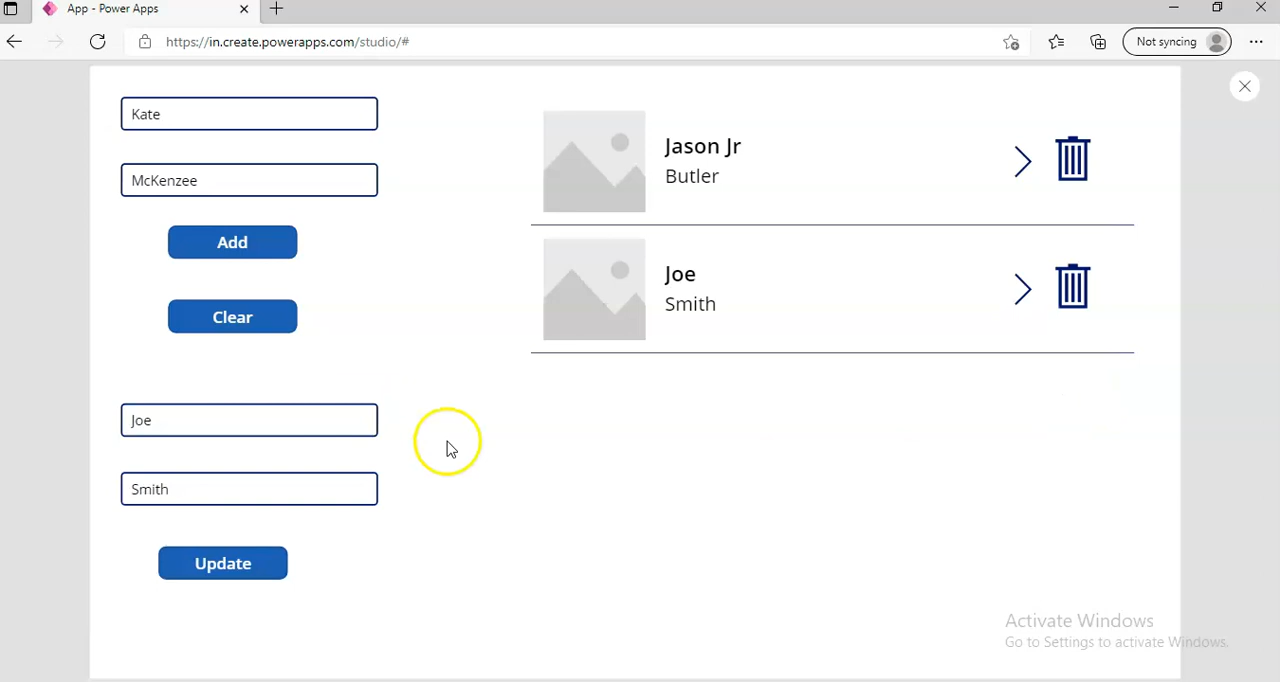 App - Power Apps
https://in.create.powerapps.com/studio/#
Not syncing
Kate
McKenzee
Add
Clear
Joe
Smith
Update
Jason Jr
Butler
Joe
Smith
Activate Windows
Go to Settings to activate Windows.